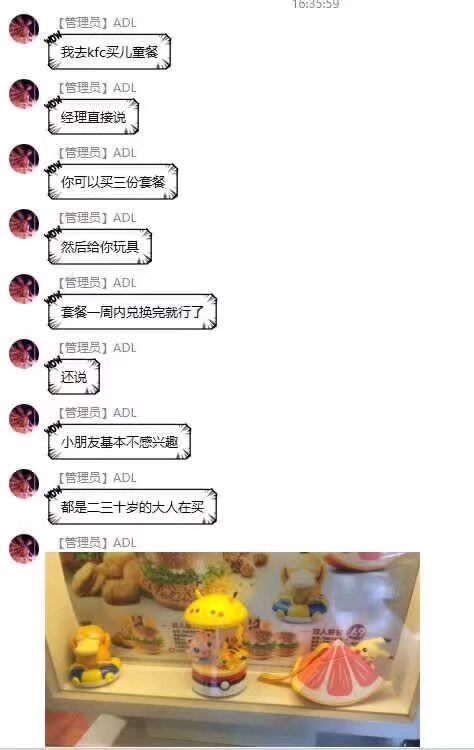 16:35:59
【管理员】ADL
我去kfc买儿童餐
【管理员】ADL
经理直接说
【管理员】ADL
你可以买三份套餐
【管理员】ADL
然后给你玩具
【管理员】ADL
套餐一周内兑换完就行了
【管理员】ADL
还说
【管理员】ADL
小朋友基本不感兴趣
【管理员】ADL
都是二三十岁的大人在买
【管理员】ADL